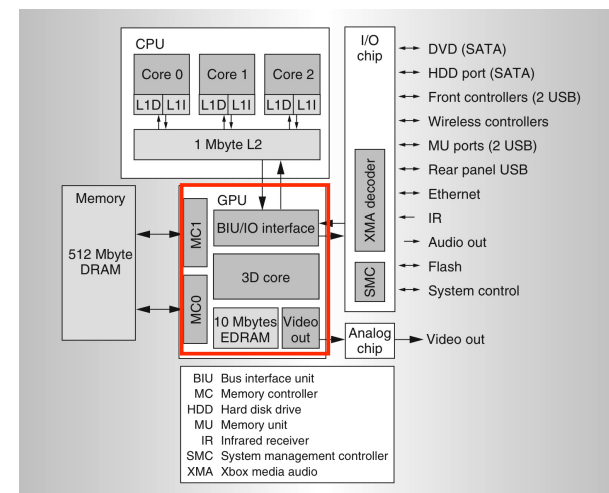 CPU
Core 0
Core 1
Core 2
L1D L1I
L1D L1I
L1D L1I
1 Mbyte L2
I/O
chip
XMA decoder
SMC
DVD (SATA)
HDD port (SATA)
Front controllers (2 USB)
Wireless controllers
MU ports (2 USB)
Rear panel USB
Ethernet
IR
Audio out
Flash
System control
Memory
512 Mbyte
DRAM
GPU
MC1
MC0
BIU/IO interface
3D core
10 Mbytes
EDRAM
Video
out
Analog
chip
Video out
BIU Bus interface unit
MC Memory controller
HDD Hard disk drive
MU Memory unit
IR Infrared receiver
SMC System management controller
XMA Xbox media audio